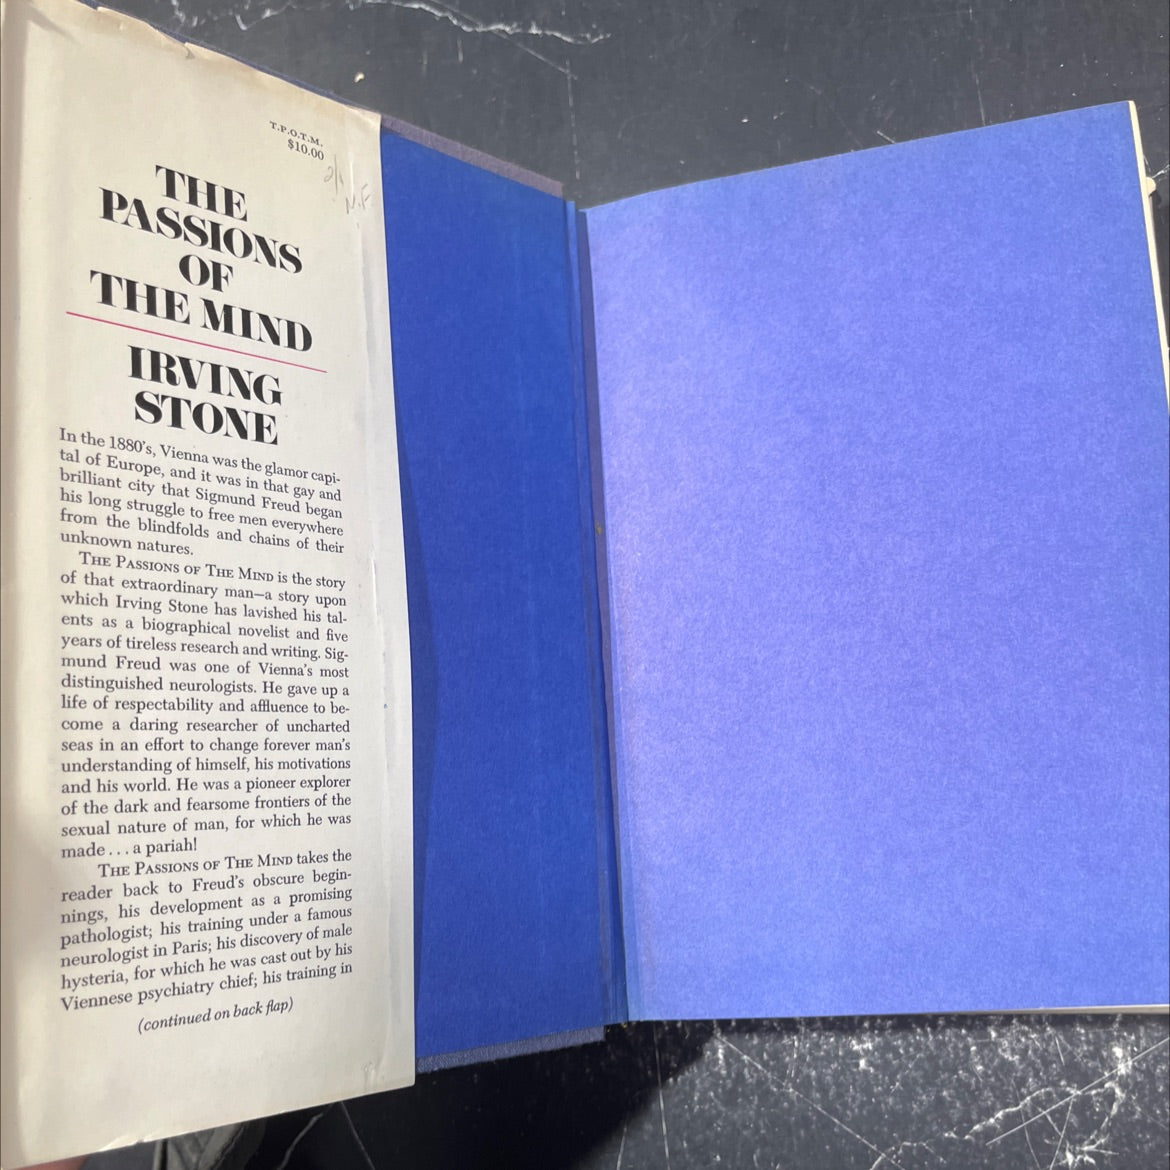 T.P.O.T.M.
$10.00
N.F
THE
PASSIONS
OF
THE MIND
IRVING
STONE
In the 1880's, Vienna was the glamor capi-
tal of Europe, and it was in that gay and
brilliant city that Sigmund Freud began
his long struggle to free men everywhere
from the blindfolds and chains of their
unknown natures.
THE PASSIONS OF THE MIND is the story
of that extraordinary man—a story upon
which Irving Stone has lavished his tal-
ents as a biographical novelist and five
years of tireless research and writing. Sig-
mund Freud was one of Vienna's most
distinguished neurologists. He gave up a
life of respectability and affluence to be-
come a daring researcher of uncharted
seas in an effort to change forever man's
understanding of himself, his motivations
and his world. He was a pioneer explorer
of the dark and fearsome frontiers of the
sexual nature of man, for which he was
made . . . a pariah!
THE PASSIONS OF THE MIND takes the
reader back to Freud's obscure begin-
nings, his development as a promising
pathologist; his training under a famous
neurologist in Paris; his discovery of male
hysteria, for which he was cast out by his
Viennese psychiatry chief; his training in
(continued on back flap)